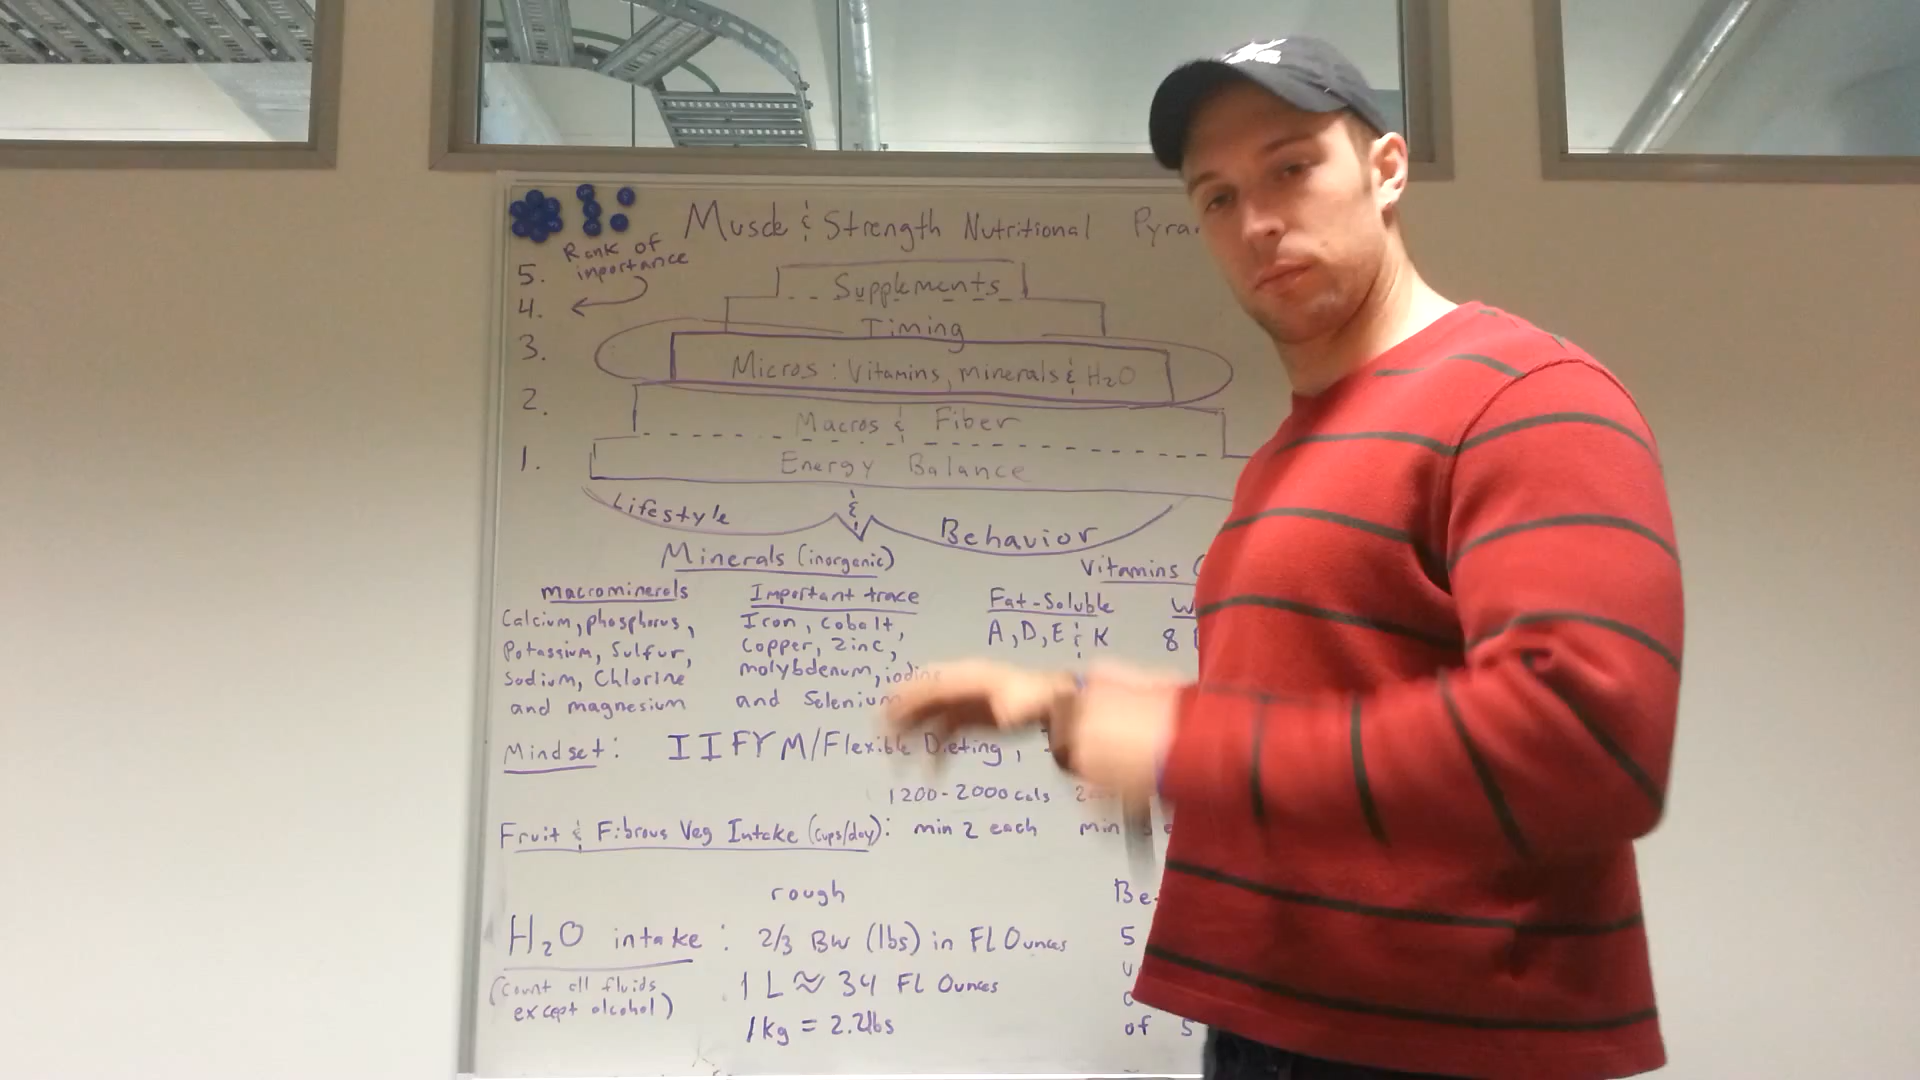 Muscle & Strength Nutritional
Rank of
importance
5.
Supplements
4.
Timing
3.
Micros: Vitamins, minerals & H2O
2.
Macros & Fiber
1.
Energy Balance
Lifestyle & Behavior
Minerals (inorganic)
Vitamins (
macrominerals
Important trace
Fat-Soluble
Calcium, phosphorus,
Potassium, Sulfur,
Sodium, Chlorine
and magnesium
Iron, cobalt,
Copper, Zinc,
molybdenum, iodine
and Selenium
A, D, E & K
8
Mindset: IIFYM/Flexible Dieting,
1200-2000 cals
Fruit & Fibrous Veg Intake (cups/day): min 2 each min
rough
H2O intake: 2/3 BW (lbs) in FL Ounces
(count all fluids
except alcohol)
1 L ≈ 34 FL Ounces
1kg = 2.2lbs
5
of 5